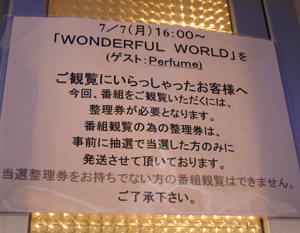 7/7(月)16:00～
「WONDERFUL WORLD」を
(ゲスト:Perfume)
ご観覧にいらっしゃったお客様へ
今回、番組をご観覧いただくには、
整理券が必要となります。
番組観覧の為の整理券は、
事前に抽選で当選した方のみに
発送させて頂いております。
当選整理券をお持ちでない方の番組観覧はできません。
ご了承下さい。